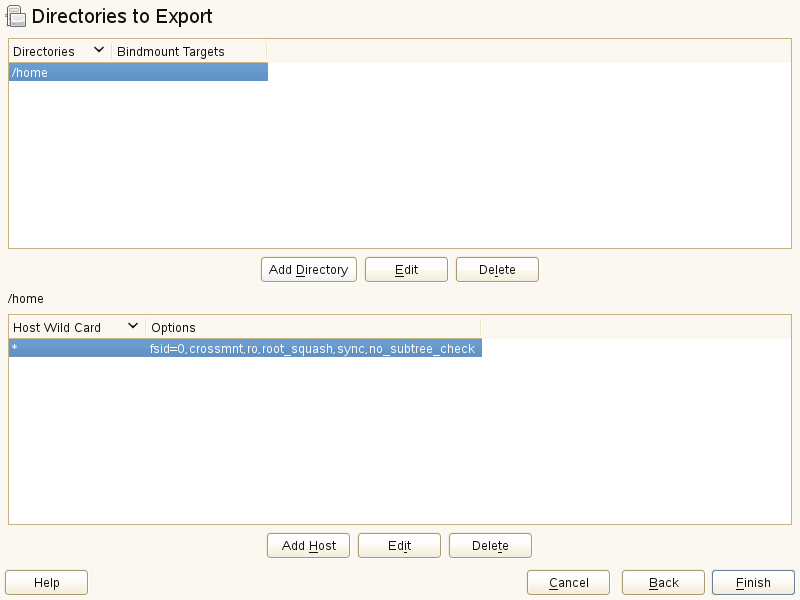 Directories to Export
Directories Bindmount Targets
/home
Add Directory Edit Delete
/home
Host Wild Card Options
* fsid=0,crossmnt,ro,root_squash,sync,no_subtree_check
Add Host Edit Delete
Help Cancel Back Finish